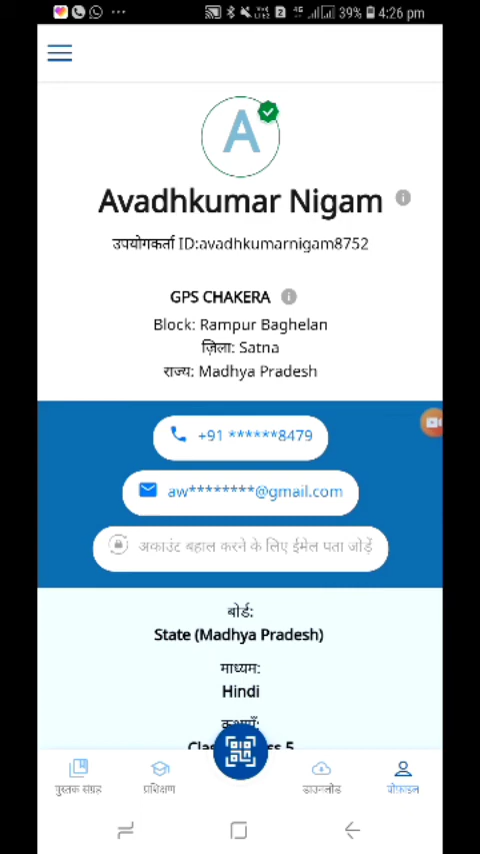 39% 4:26 pm
A
Avadhkumar Nigam
उपयोगकर्ता ID:avadhkumarnigam8752
GPS CHAKERA
Block: Rampur Baghelan
ज़िला: Satna
राज्य: Madhya Pradesh
+91 ******8479
aw********@gmail.com
अकाउंट बहाल करने के लिए ईमेल पता जोड़ें
बोर्ड:
State (Madhya Pradesh)
माध्यम:
Hindi
पुस्तक संग्रह प्रशिक्षण डाउनलोड प्रोफ़ाइल